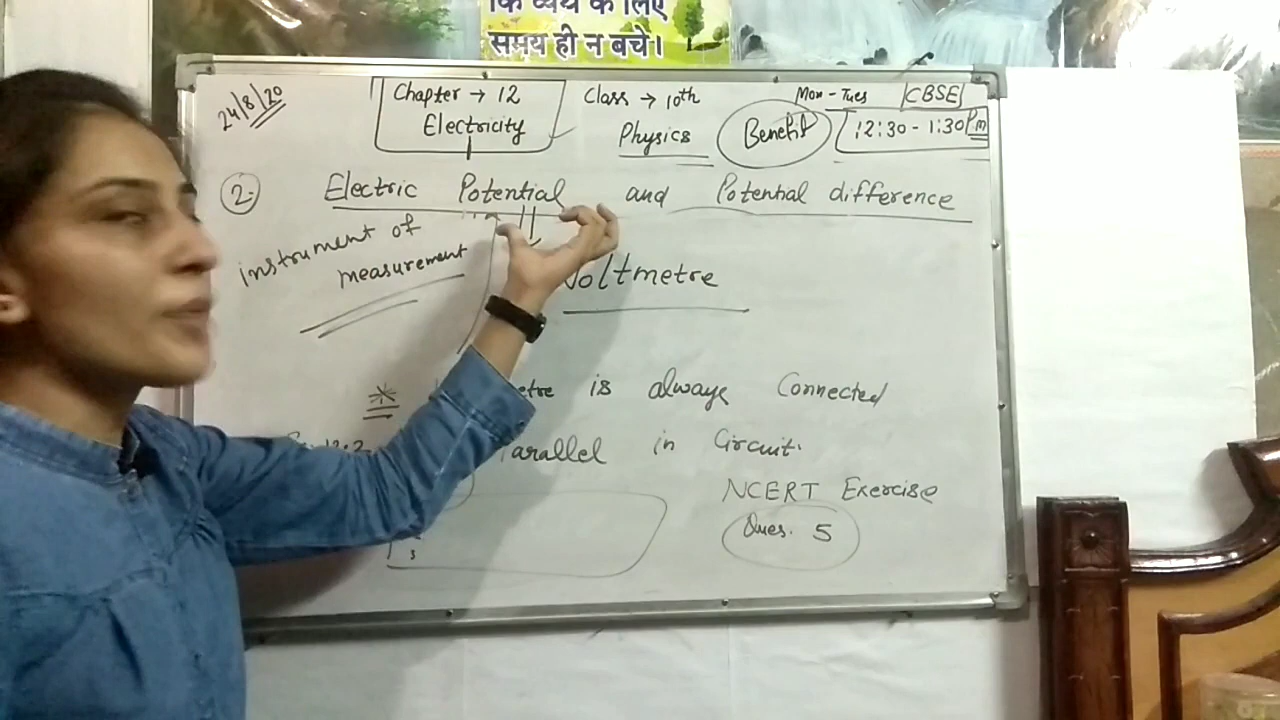 कि व्यर्थ के लिए
समय ही न बचे।
24/8/20
Chapter → 12
Electricity
Class → 10th
Physics
Benefit
Mon - Tues
CBSE
12:30 - 1:30 Pm
2.
Electric Potential and Potential difference
instrument of
measurement
Voltmetre
* is always Connected
Parallel in Circuit.
NCERT Exercise
Ques. 5
3